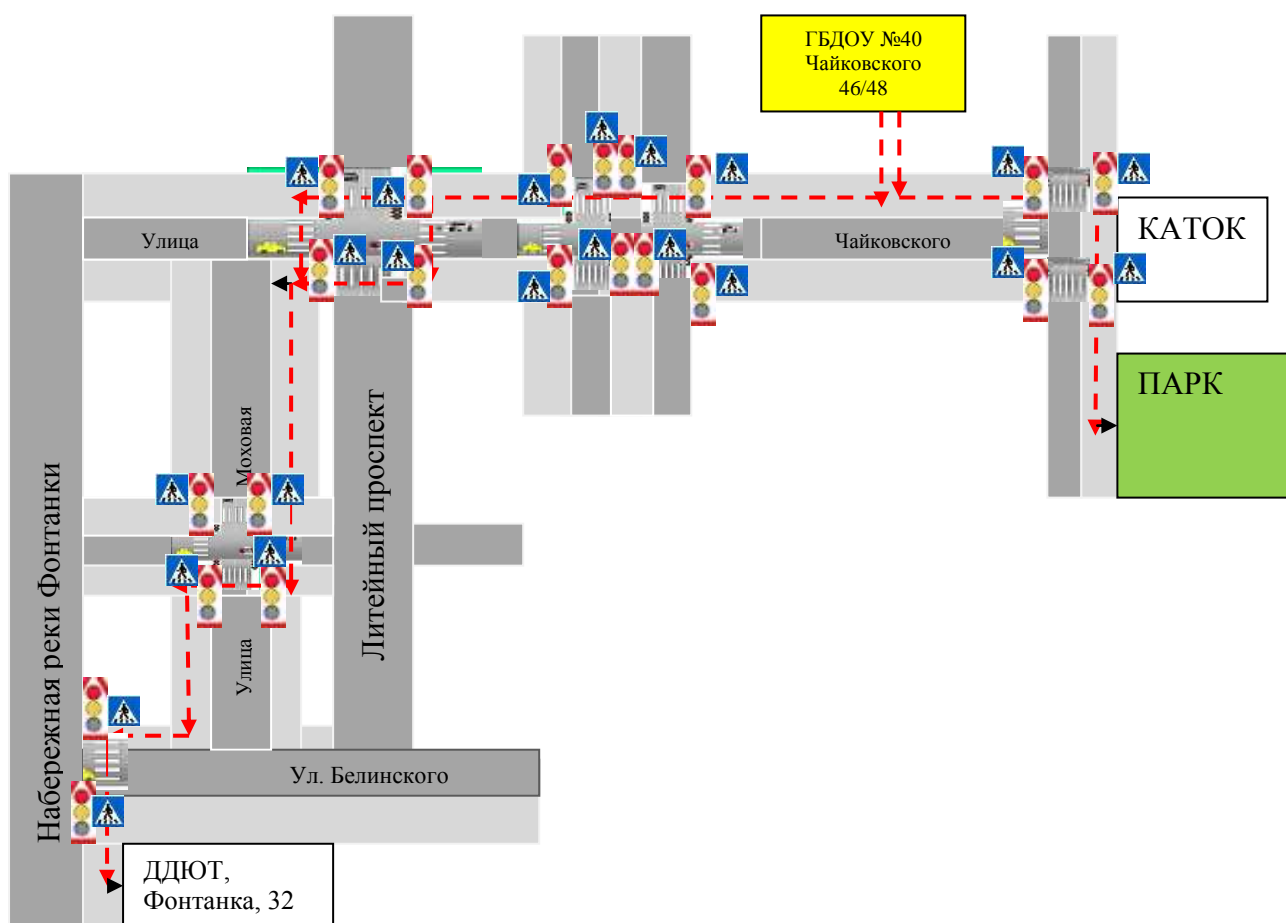 ГБДОУ №40
Чайковского
46/48
Улица
Чайковского
КАТОК
ПАРК
Моховая
Литейный проспект
Набережная реки Фонтанки
Улица
Ул. Белинского
ДДЮТ,
Фонтанка, 32